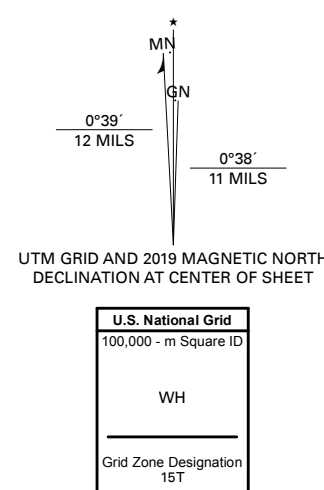 ★
MN
GN
0°39´
12 MILS
0°38´
11 MILS
UTM GRID AND 2019 MAGNETIC NORTH
DECLINATION AT CENTER OF SHEET
U.S. National Grid
100,000 - m Square ID
WH
Grid Zone Designation
15T